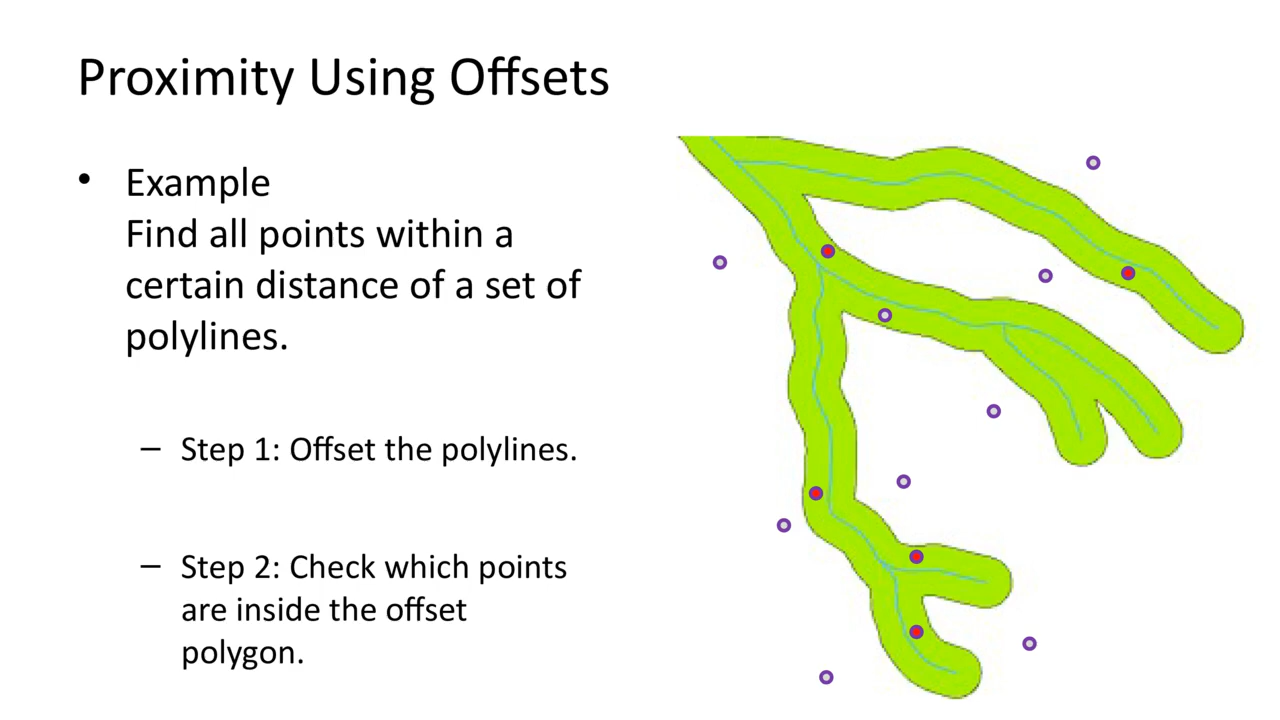 Proximity Using Offsets
• Example
Find all points within a
certain distance of a set of
polylines.
– Step 1: Offset the polylines.
– Step 2: Check which points
are inside the offset
polygon.